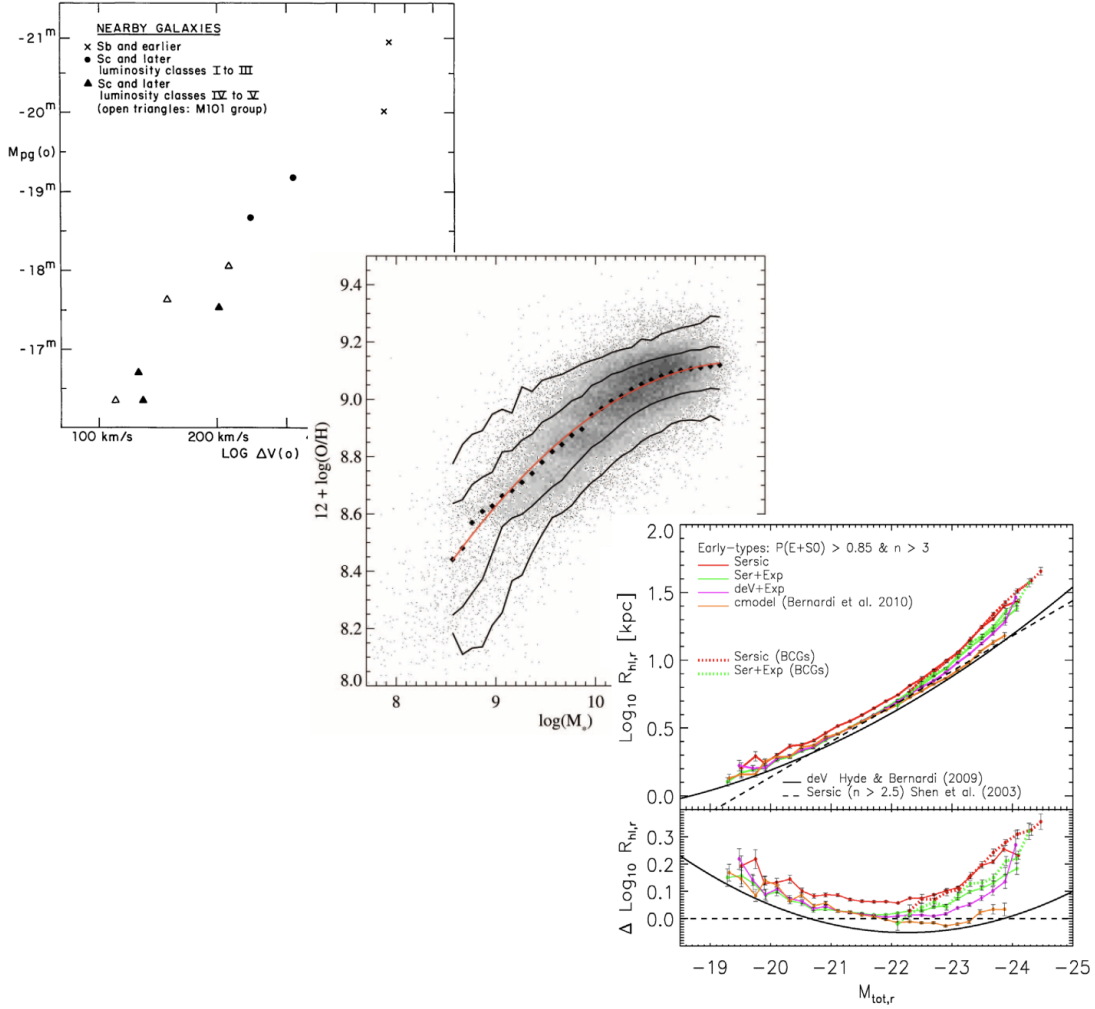 NEARBY GALAXIES
× Sb and earlier
● Sc and later
luminosity classes I to III
▲ Sc and later
luminosity classes IV to V
(open triangles: M101 group)
-21m
-20m
Mpg(o)
-19m
-18m
-17m
100 km/s 200 km/s
LOG ΔV(o)
9.4
9.2
9.0
8.8
8.6
8.4
8.2
8.0
12 + log(O/H)
8 9 10
log(M*)
Early-types: P(E+S0) > 0.85 & n > 3
Sersic
Ser+Exp
deV+Exp
cmodel (Bernardi et al. 2010)
Sersic (BCGs)
Ser+Exp (BCGs)
deV Hyde & Bernardi (2009)
Sersic (n > 2.5) Shen et al. (2003)
2.0
1.5
1.0
0.5
0.0
Log10 Rhl,r [kpc]
0.3
0.2
0.1
0.0
Δ Log10 Rhl,r
-19 -20 -21 -22 -23 -24 -25
Mtot,r